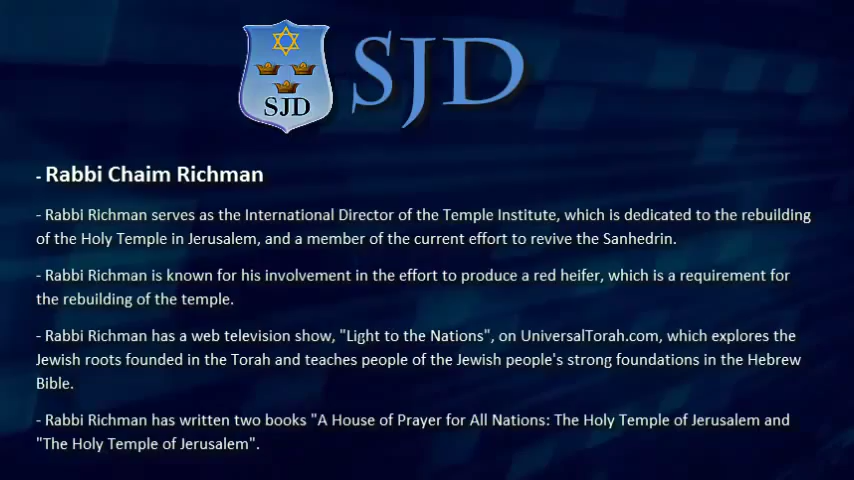 SJD
SJD
- Rabbi Chaim Richman
- Rabbi Richman serves as the International Director of the Temple Institute, which is dedicated to the rebuilding
of the Holy Temple in Jerusalem, and a member of the current effort to revive the Sanhedrin.
- Rabbi Richman is known for his involvement in the effort to produce a red heifer, which is a requirement for
the rebuilding of the temple.
- Rabbi Richman has a web television show, "Light to the Nations", on UniversalTorah.com, which explores the
Jewish roots founded in the Torah and teaches people of the Jewish people's strong foundations in the Hebrew
Bible.
- Rabbi Richman has written two books "A House of Prayer for All Nations: The Holy Temple of Jerusalem and
"The Holy Temple of Jerusalem".